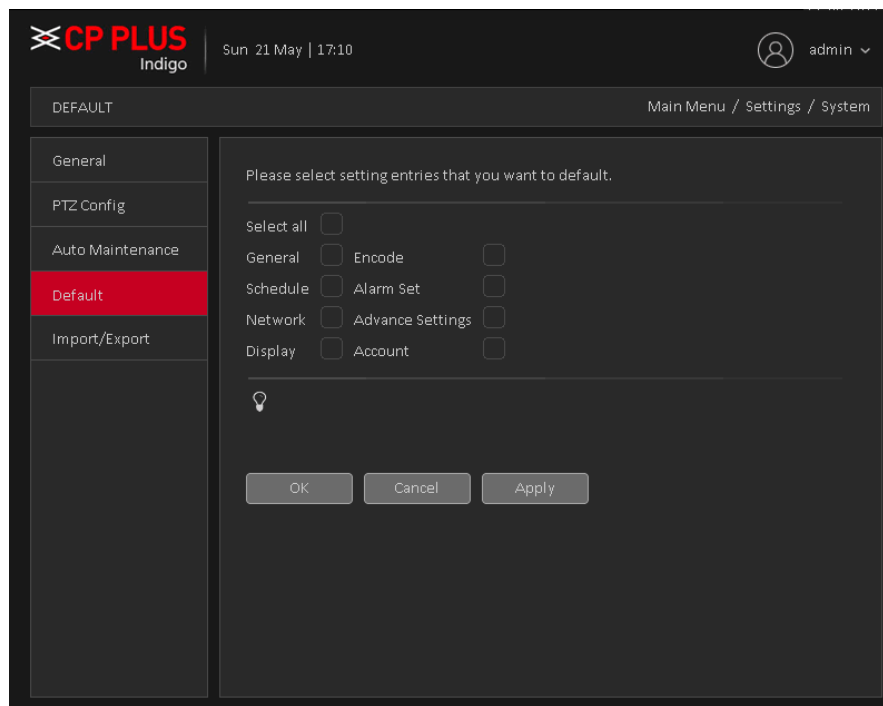 CP PLUS
Indigo
Sun 21 May | 17:10
admin
DEFAULT
Main Menu / Settings / System
General
PTZ Config
Auto Maintenance
Default
Import/Export
Please select setting entries that you want to default.
Select all
General Encode
Schedule Alarm Set
Network Advance Settings
Display Account
OK Cancel Apply